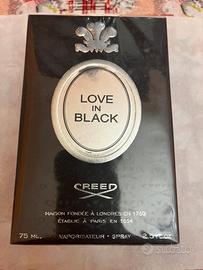 LOVE
IN
BLACK
CREED
MAISON FONDÉE À LONDRES EN 1760
ÉTABLIE À PARIS EN 1854
75 ML. VAPORISATEUR • SPRAY 2.5 FL.OZ
subito